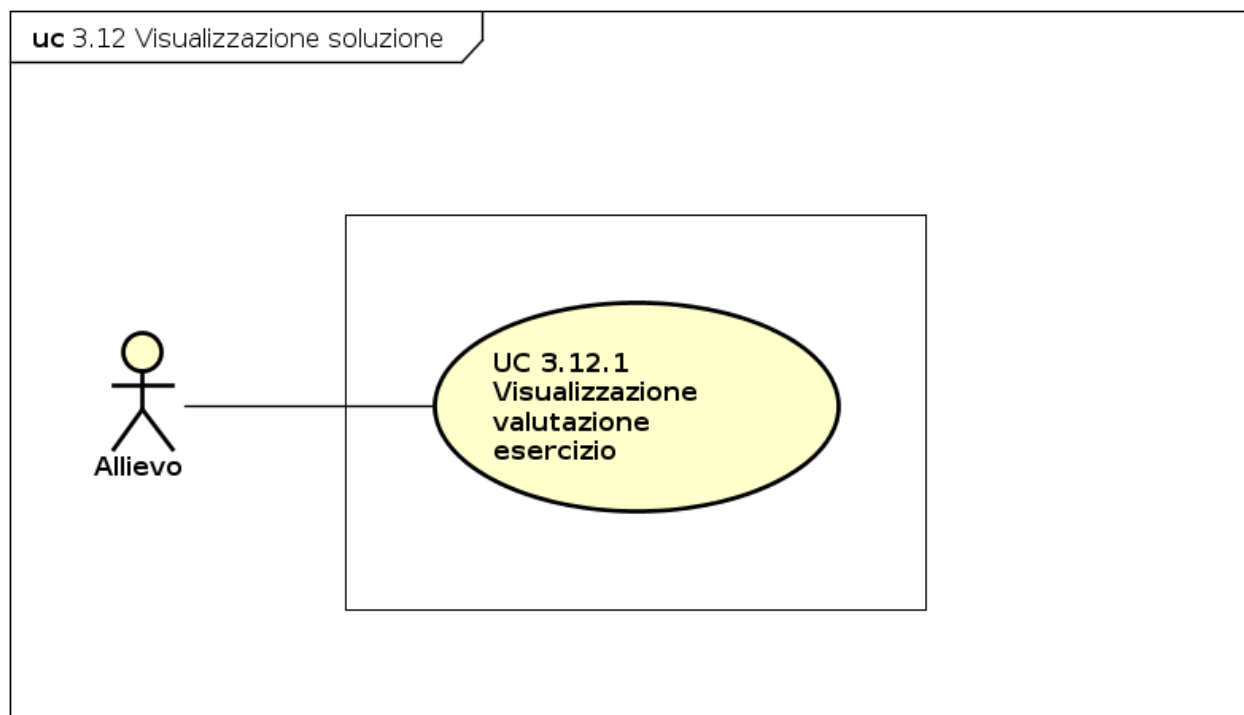 uc 3.12 Visualizzazione soluzione
UC 3.12.1
Visualizzazione
valutazione
esercizio
Allievo